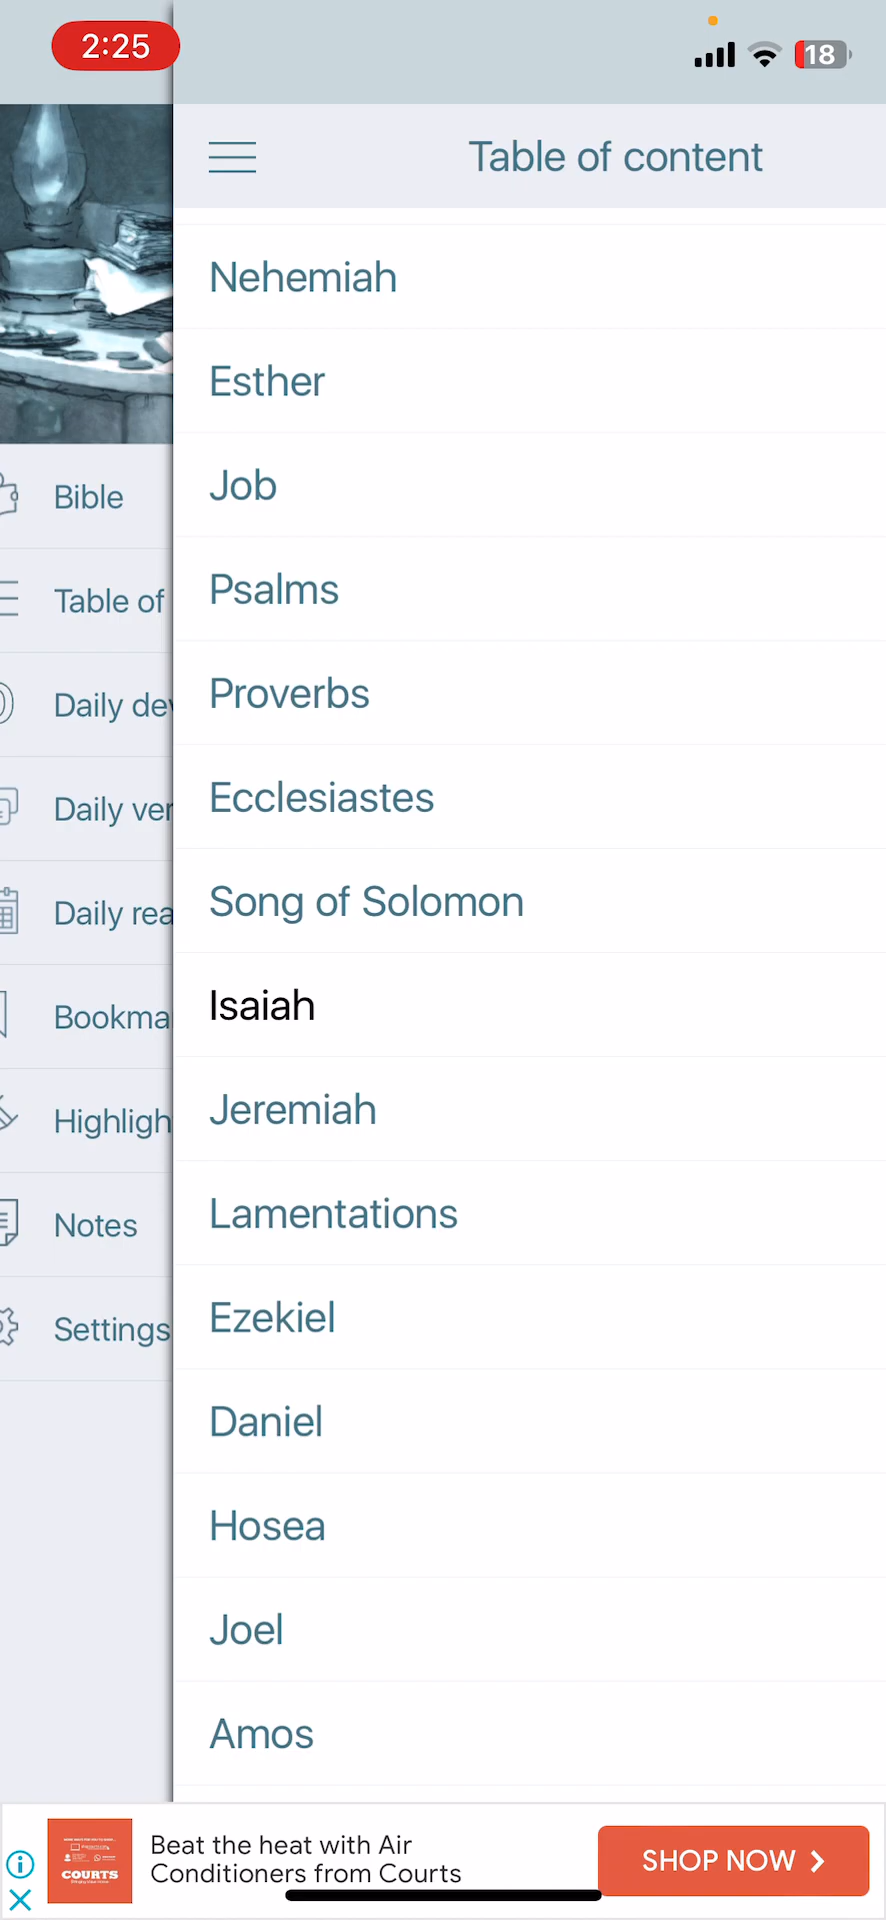 2:25
18
Table of content
Nehemiah
Esther
Job
Psalms
Proverbs
Ecclesiastes
Song of Solomon
Isaiah
Jeremiah
Lamentations
Ezekiel
Daniel
Hosea
Joel
Amos
Bible
Table of
Daily de
Daily ver
Daily rea
Bookma
Highligh
Notes
Settings
COURTS
Beat the heat with Air
Conditioners from Courts
SHOP NOW